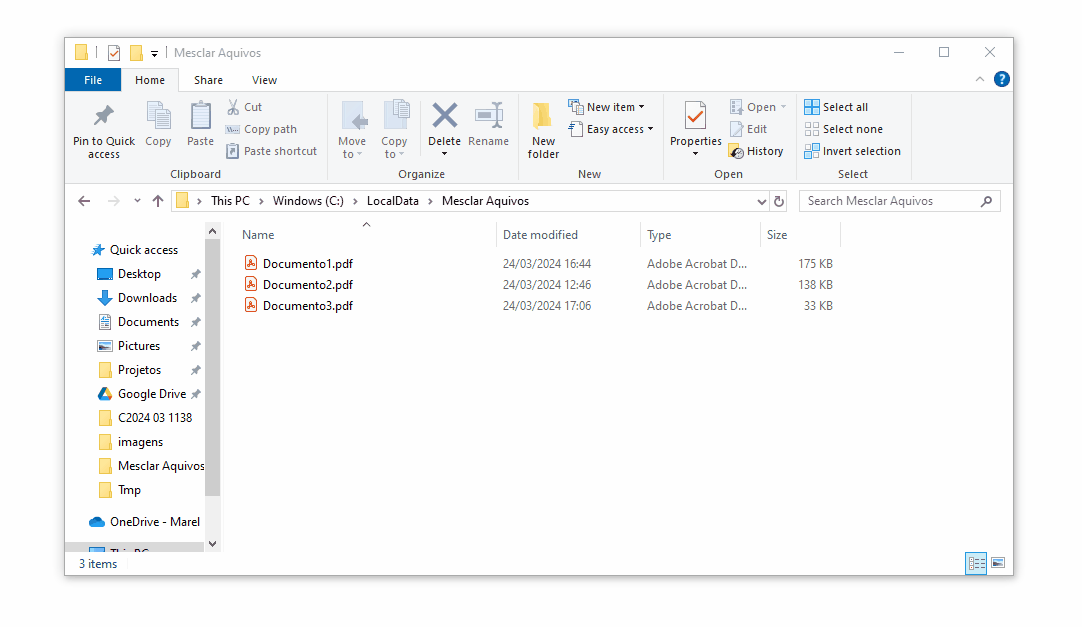 Mesclar Aquivos
File Home Share View
Pin to Quick access
Copy
Paste
Cut
Copy path
Paste shortcut
Clipboard
Move to
Copy to
Delete
Rename
Organize
New folder
New item
Easy access
New
Properties
Open
Edit
History
Open
Select all
Select none
Invert selection
Select
This PC > Windows (C:) > LocalData > Mesclar Aquivos
Search Mesclar Aquivos
Quick access
Desktop
Downloads
Documents
Pictures
Projetos
Google Drive
C2024 03 1138
imagens
Mesclar Aquivos
Tmp
OneDrive - Marel
This PC
Name Date modified Type Size
Documento1.pdf 24/03/2024 16:44 Adobe Acrobat D... 175 KB
Documento2.pdf 24/03/2024 12:46 Adobe Acrobat D... 138 KB
Documento3.pdf 24/03/2024 17:06 Adobe Acrobat D... 33 KB
3 items